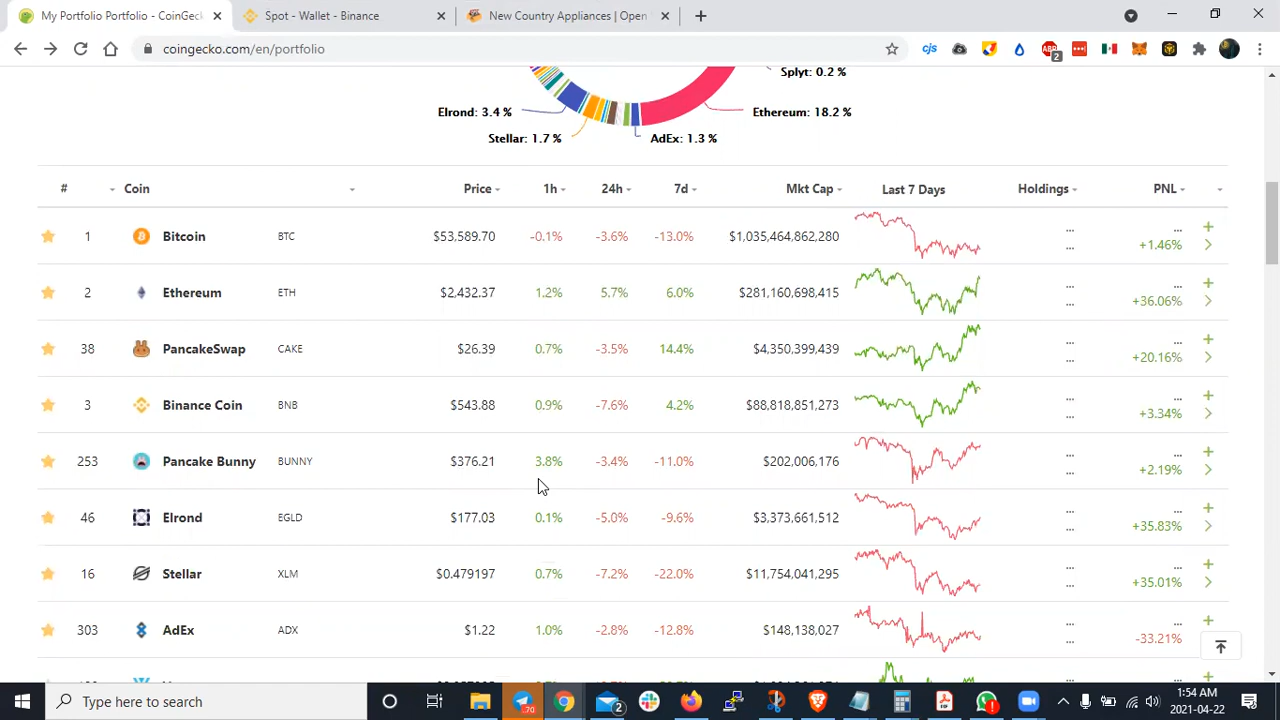 My Portfolio Portfolio - CoinGeck
Spot - Wallet - Binance
New Country Appliances | Open
coingecko.com/en/portfolio
cjs
ABP
2
Splyt: 0.2 %
Elrond: 3.4 %
Ethereum: 18.2 %
Stellar: 1.7 %
AdEx: 1.3 %
# Coin Price 1h 24h 7d Mkt Cap Last 7 Days Holdings PNL
1 Bitcoin BTC $53,589.70 -0.1% -3.6% -13.0% $1,035,464,862,280 ... ... ... +1.46%
2 Ethereum ETH $2,432.37 1.2% 5.7% 6.0% $281,160,698,415 ... ... ... +36.06%
38 PancakeSwap CAKE $26.39 0.7% -3.5% 14.4% $4,350,399,439 ... ... ... +20.16%
3 Binance Coin BNB $543.88 0.9% -7.6% 4.2% $88,818,851,273 ... ... ... +3.34%
253 Pancake Bunny BUNNY $376.21 3.8% -3.4% -11.0% $202,006,176 ... ... ... +2.19%
46 Elrond EGLD $177.03 0.1% -5.0% -9.6% $3,373,661,512 ... ... ... +35.83%
16 Stellar XLM $0.479197 0.7% -7.2% -22.0% $11,754,041,295 ... ... ... +35.01%
303 AdEx ADX $1.22 1.0% -2.8% -12.8% $148,138,027 ... ... ... -33.21%
Type here to search
70
2
1:54 AM
2021-04-22